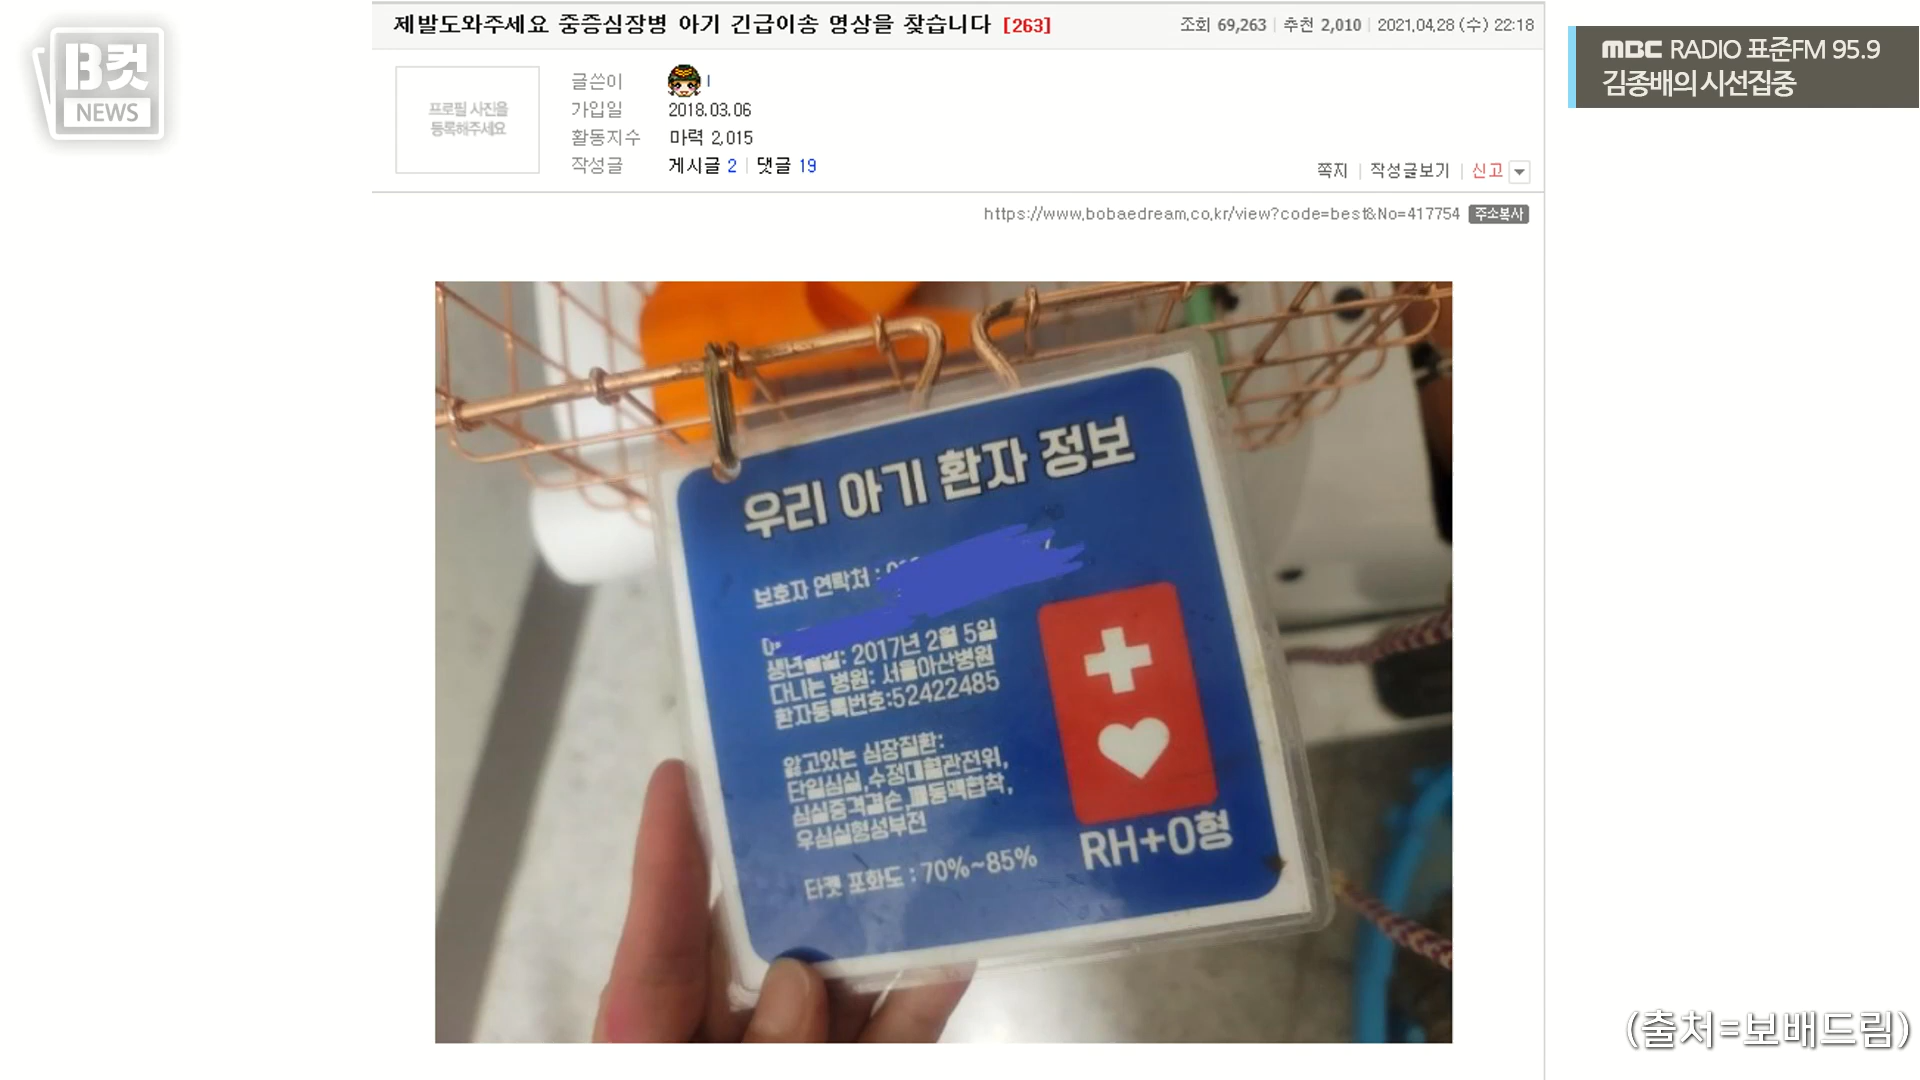 B컷
NEWS
제발도와주세요 중증심장병 아기 긴급이송 영상을 찾습니다 [263]
조회 69,263 | 추천 2,010 | 2021.04.28 (수) 22:18
MBC RADIO 표준FM 95.9
김종배의 시선집중
프로필 사진을
등록해주세요
글쓴이
가입일 2018.03.06
활동지수 마력 2,015
작성글 게시글 2 | 댓글 19
쪽지 | 작성글보기 | 신고
https://www.bobaedream.co.kr/view?code=best&No=417754 주소복사
우리 아기 환자 정보
보호자 연락처 :
생년월일: 2017년 2월 5일
다니는 병원: 서울아산병원
환자등록번호:52422485
앓고있는 심장질환:
단일심실,수정대혈관전위,
심실중격결손,폐동맥협착,
우심실형성부전
타켓 포화도 : 70%~85%
RH+O형
(출처=보배드림)